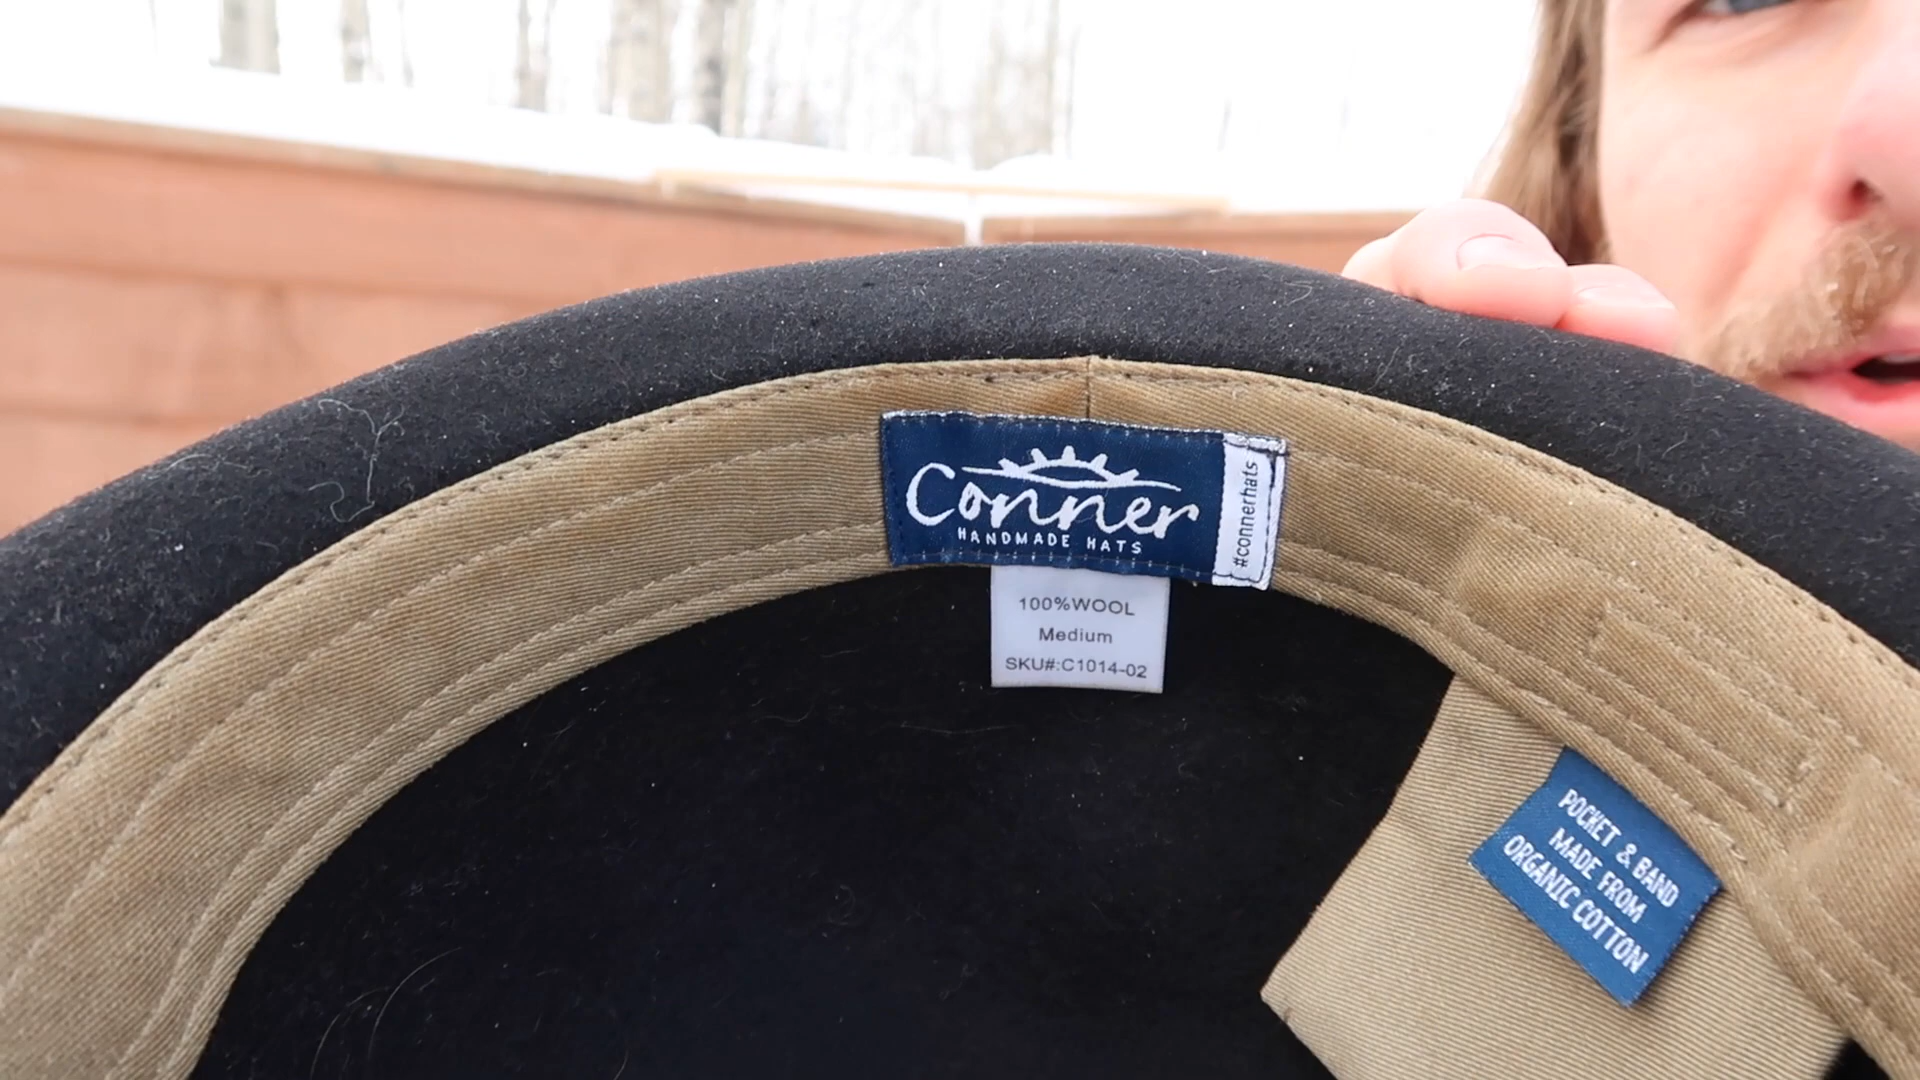 Conner
HANDMADE HATS
#connerhats
100%WOOL
Medium
SKU#:C1014-02
POCKET & BAND
MADE FROM
ORGANIC COTTON